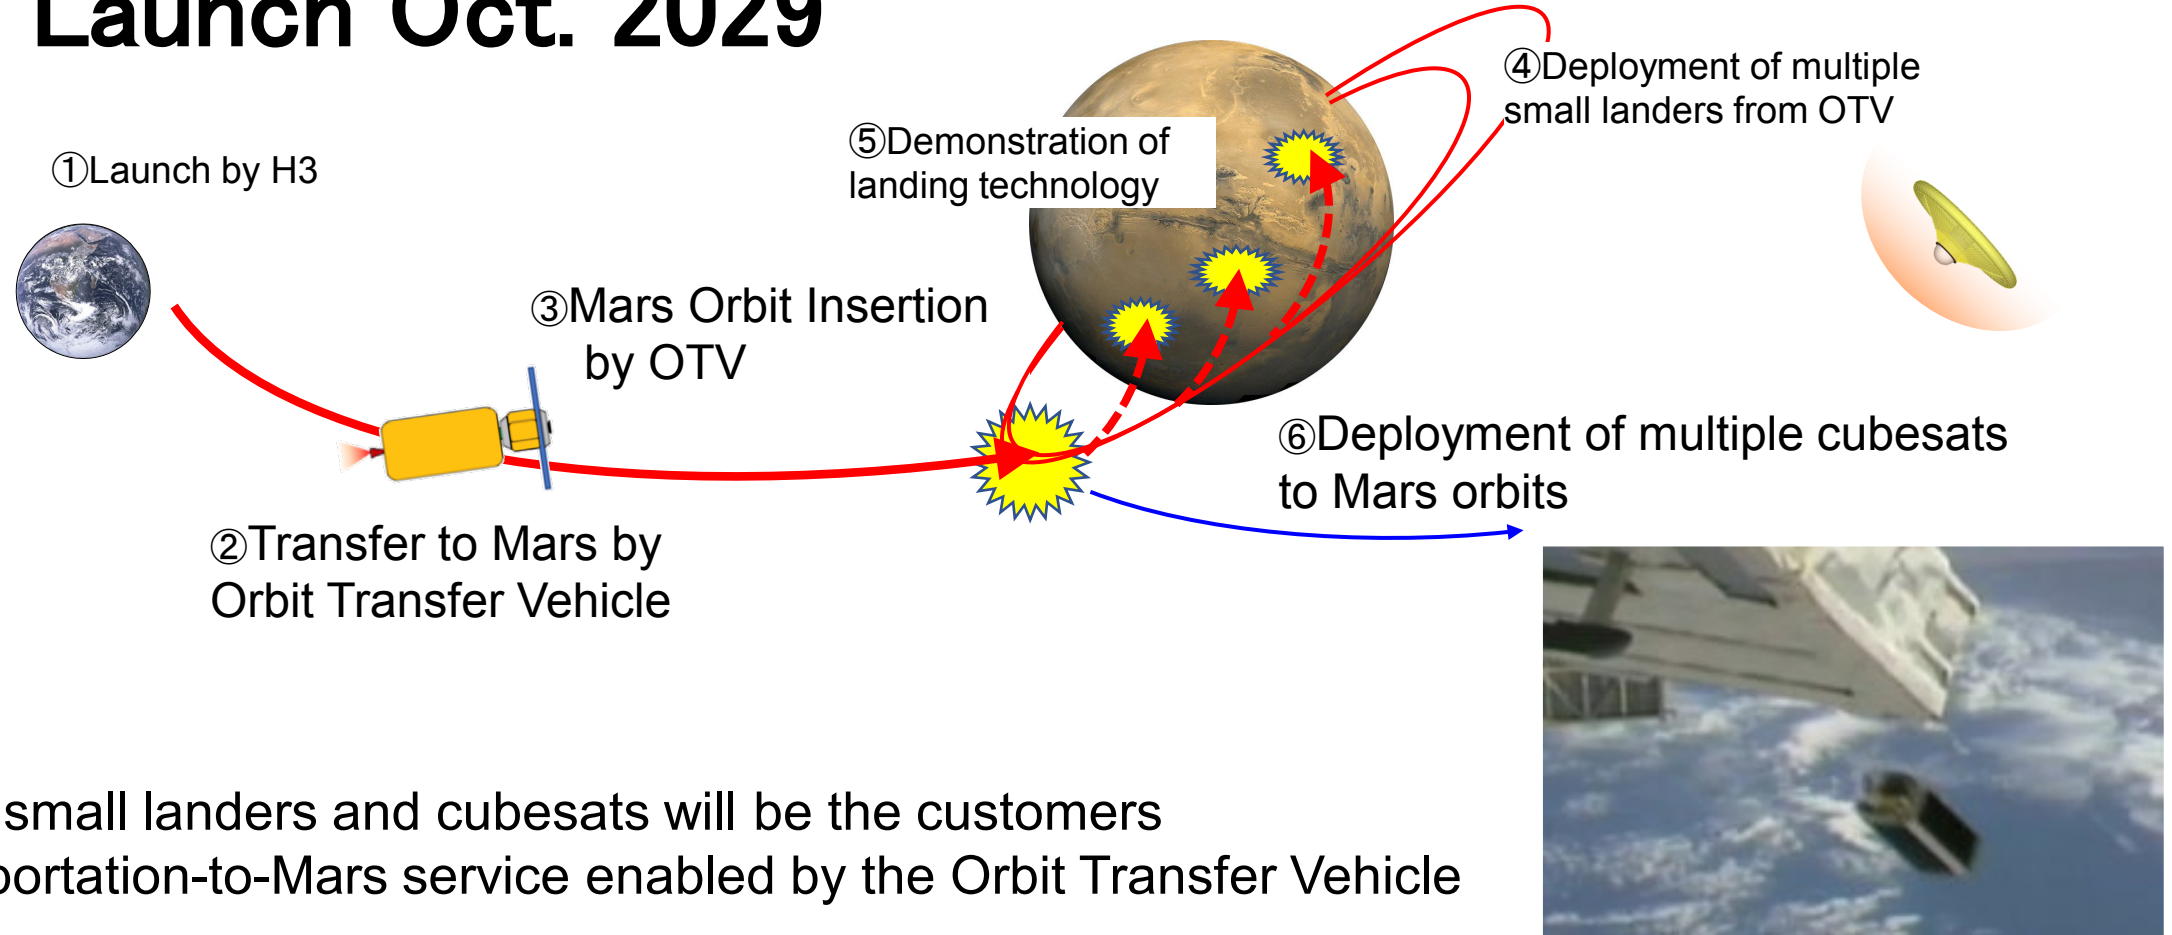 Launch Oct. 2029
①Launch by H3
②Transfer to Mars by
Orbit Transfer Vehicle
③Mars Orbit Insertion
by OTV
④Deployment of multiple
small landers from OTV
⑤Demonstration of
landing technology
⑥Deployment of multiple cubesats
to Mars orbits
small landers and cubesats will be the customers
portation-to-Mars service enabled by the Orbit Transfer Vehicle